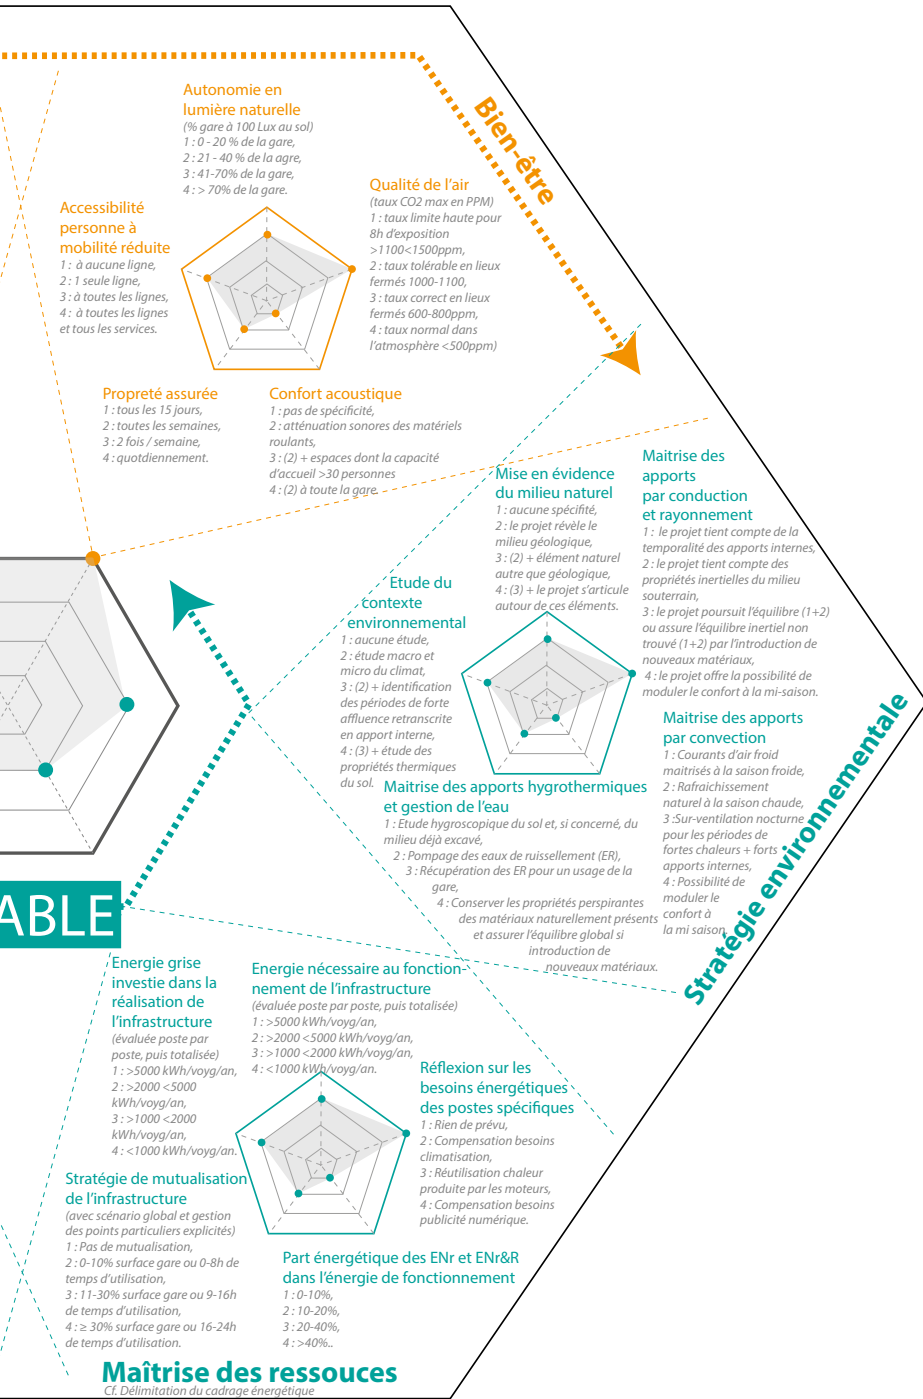 Bien-être
Autonomie en
lumière naturelle
(% gare à 100 Lux au sol)
1 : 0 - 20 % de la gare,
2 : 21 - 40 % de la agre,
3 : 41-70% de la gare,
4 : > 70% de la gare.
Qualité de l’air
(taux CO2 max en PPM)
1 : taux limite haute pour
8h d’exposition
>1100<1500ppm,
2 : taux tolérable en lieux
fermés 1000-1100,
3 : taux correct en lieux
fermés 600-800ppm,
4 : taux normal dans
l’atmosphère <500ppm)
Accessibilité
personne à
mobilité réduite
1 : à aucune ligne,
2 : 1 seule ligne,
3 : à toutes les lignes,
4 : à toutes les lignes
et tous les services.
Propreté assurée
1 : tous les 15 jours,
2 : toutes les semaines,
3 : 2 fois / semaine,
4 : quotdiennement.
Confort acoustique
1 : pas de spécificité,
2 : atténuation sonores des matériels
roulants,
3 : (2) + espaces dont la capacité
d’accueil >30 personnes
4 : (2) à toute la gare.
Mise en évidence
du milieu naturel
1 : aucune spécifité,
2 : le projet révèle le
milieu géologique,
3 : (2) + élément naturel
autre que géologique,
4 : (3) + le projet s’articule
autour de ces éléments.
Maitrise des
apports
par conduction
et rayonnement
1 : le projet tient compte de la
temporalité des apports internes,
2 : le projet tient compte des
propriétés inertielles du milieu
souterrain,
3 : le projet poursuit l’équilibre (1+2)
ou assure l’équilibre inertiel non
trouvé (1+2) par l’introduction de
nouveaux matériaux,
4 : le projet offre la possibilité de
moduler le confort à la mi-saison.
Etude du
contexte
environnemental
1 : aucune étude,
2 : étude macro et
micro du climat,
3 : (2) + identification
des périodes de forte
affluence retranscrite
en apport interne,
4 : (3) + étude des
propriétés thermiques
du sol.
Maitrise des apports
par convection
1 : Courants d’air froid
maitrisés à la saison froide,
2 : Rafraichissement
naturel à la saison chaude,
3 :Sur-ventilation nocturne
pour les périodes de
fortes chaleurs + forts
apports internes,
4 : Possibilité de
moduler le
confort à
la mi saison.
Maitrise des apports hygrothermiques
et gestion de l’eau
1 : Etude hygroscopique du sol et, si concerné, du
milieu déjà excavé,
2 : Pompage des eaux de ruissellement (ER),
3 : Récupération des ER pour un usage de la
gare,
4 : Conserver les propriétés perspirantes
des matériaux naturellement présents
et assurer l’équilibre global si
introduction de
nouveaux matériaux.
Stratégie environnementale
ABLE
Energie grise
investie dans la
réalisation de
l’infrastructure
(évaluée poste par
poste, puis totalisée)
1 : >5000 kWh/voyg/an,
2 : >2000 <5000
kWh/voyg/an,
3 : >1000 <2000
kWh/voyg/an,
4 : <1000 kWh/voyg/an.
Energie nécessaire au fonction-
nement de l’infrastructure
(évaluée poste par poste, puis totalisée)
1 : >5000 kWh/voyg/an,
2 : >2000 <5000 kWh/voyg/an,
3 : >1000 <2000 kWh/voyg/an,
4 : <1000 kWh/voyg/an.
Réflexion sur les
besoins énergétiques
des postes spécifiques
1 : Rien de prévu,
2 : Compensation besoins
climatisation,
3 : Réutilisation chaleur
produite par les moteurs,
4 : Compensation besoins
publicité numérique.
Stratégie de mutualisation
de l’infrastructure
(avec scénario global et gestion
des points particuliers explicités)
1 : Pas de mutualisation,
2 : 0-10% surface gare ou 0-8h de
temps d’utilisation,
3 : 11-30% surface gare ou 9-16h
de temps d’utilisation,
4 : ≥ 30% surface gare ou 16-24h
de temps d’utilisation.
Part énergétique des ENr et ENr&R
dans l’énergie de fonctionnement
1 : 0-10%,
2 : 10-20%,
3 : 20-40%,
4 : >40%..
Maîtrise des ressouces
Cf. Délimitation du cadrage énergétique